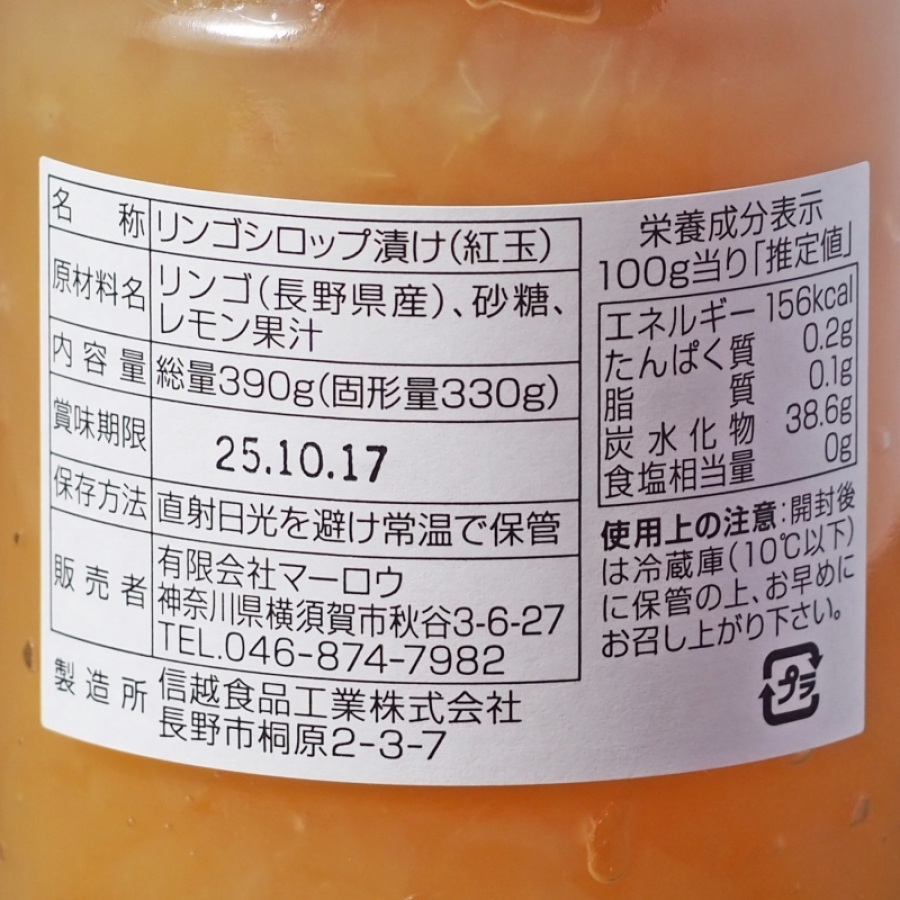 名称 リンゴシロップ漬け(紅玉)
原材料名 リンゴ(長野県産)、砂糖、
レモン果汁
内容量 総量390g(固形量330g)
賞味期限 25.10.17
保存方法 直射日光を避け常温で保管
販売者 有限会社マーロウ
神奈川県横須賀市秋谷3-6-27
TEL.046-874-7982
製造所 信越食品工業株式会社
長野市桐原2-3-7
栄養成分表示
100g当り「推定値」
エネルギー 156kcal
たんぱく質 0.2g
脂質 0.1g
炭水化物 38.6g
食塩相当量 0g
使用上の注意:開封後
は冷蔵庫(10℃以下)
に保管の上、お早めに
お召し上がり下さい。
プラ